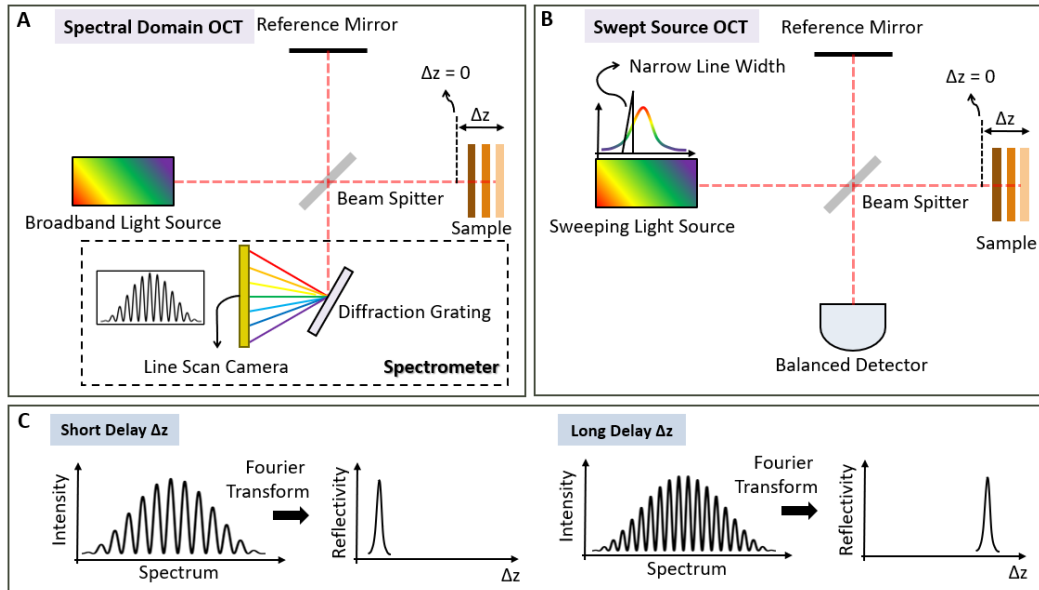 A
Spectral Domain OCT
Reference Mirror
Δz = 0
Δz
Broadband Light Source
Beam Spitter
Sample
Diffraction Grating
Line Scan Camera
Spectrometer
B
Swept Source OCT
Reference Mirror
Narrow Line Width
Δz = 0
Δz
Sweeping Light Source
Beam Spitter
Sample
Balanced Detector
C
Short Delay Δz
Intensity
Spectrum
Fourier
Transform
Reflectivity
Δz
Long Delay Δz
Intensity
Spectrum
Fourier
Transform
Reflectivity
Δz